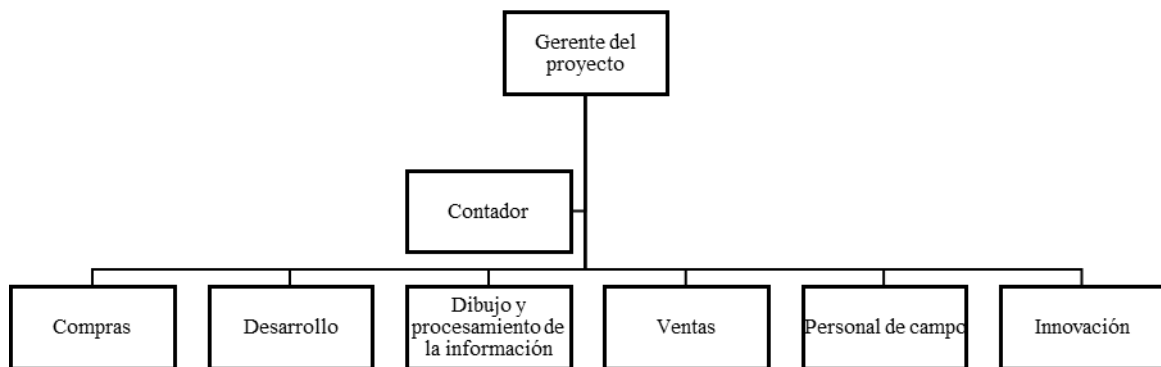 Gerente del
proyecto
Contador
Compras
Desarrollo
Dibujo y
procesamiento de
la información
Ventas
Personal de campo
Innovación